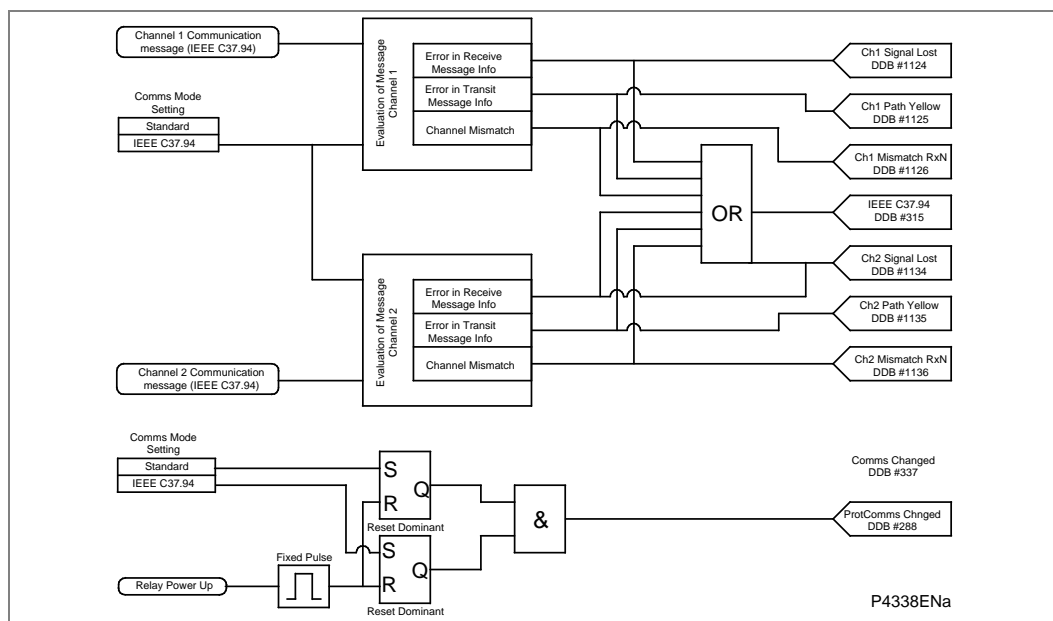 Channel 1 Communication
message (IEEE C37.94)
Comms Mode
Setting
Standard
IEEE C37.94
Evaluation of Message
Channel 1
Error in Receive
Message Info
Error in Transit
Message Info
Channel Mismatch
Ch1 Signal Lost
DDB #1124
Ch1 Path Yellow
DDB #1125
Ch1 Mismatch RxN
DDB #1126
OR
IEEE C37.94
DDB #315
Ch2 Signal Lost
DDB #1134
Ch2 Path Yellow
DDB #1135
Ch2 Mismatch RxN
DDB #1136
Evaluation of Message
Channel 2
Error in Receive
Message Info
Error in Transit
Message Info
Channel Mismatch
Channel 2 Communication
message (IEEE C37.94)
Comms Mode
Setting
Standard
IEEE C37.94
S
R
Q
Reset Dominant
S
R
Q
Reset Dominant
&
Fixed Pulse
Relay Power Up
Comms Changed
DDB #337
ProtComms Chnged
DDB #288
P4338ENa